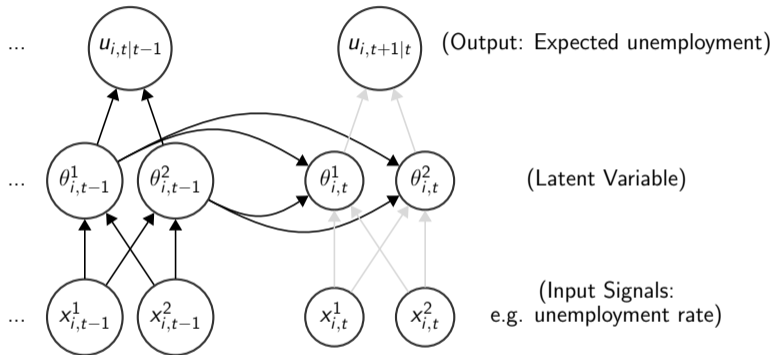 ... u_{i,t|t−1} u_{i,t+1|t} (Output: Expected unemployment)
... θ^1_{i,t−1} θ^2_{i,t−1} θ^1_{i,t} θ^2_{i,t} (Latent Variable)
(Input Signals:
... x^1_{i,t−1} x^2_{i,t−1} x^1_{i,t} x^2_{i,t} e.g. unemployment rate)